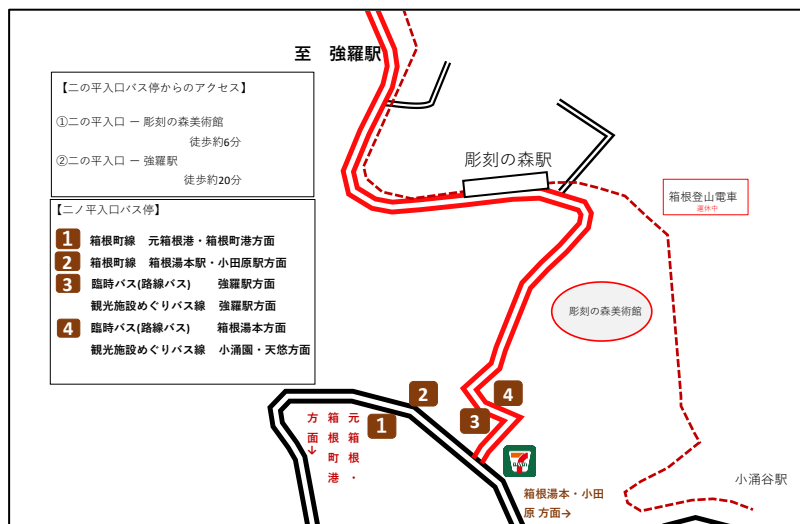 至　強羅駅
【二の平入口バス停からのアクセス】
①二の平入口 ー 彫刻の森美術館
徒歩約6分
②二の平入口 ー 強羅駅
徒歩約20分
【二ノ平入口バス停】
1 箱根町線　元箱根港・箱根町港方面
2 箱根町線　箱根湯本駅・小田原駅方面
3 臨時バス(路線バス)　強羅駅方面
観光施設めぐりバス線　強羅駅方面
4 臨時バス(路線バス)　箱根湯本方面
観光施設めぐりバス線　小涌園・天悠方面
彫刻の森駅
箱根登山電車
運休中
彫刻の森美術館
2
4
1
3
元箱根・
箱根町港
方面→
箱根湯本・小田
原 方面→
小涌谷駅